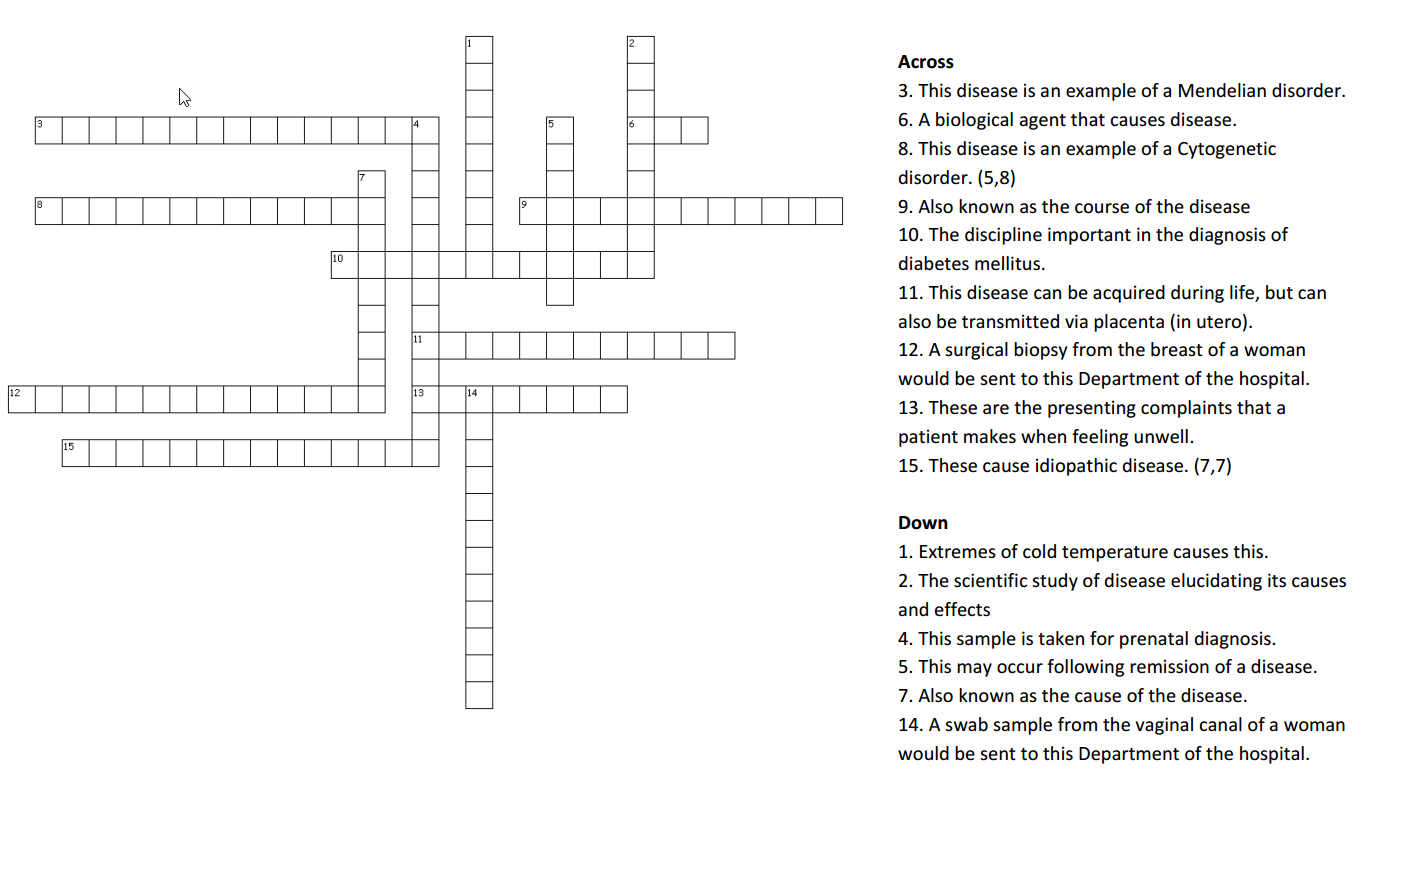 1 2
3 4 5 6
7
8 9
10
11
12 13 14
15
Across
3. This disease is an example of a Mendelian disorder.
6. A biological agent that causes disease.
8. This disease is an example of a Cytogenetic
disorder. (5,8)
9. Also known as the course of the disease
10. The discipline important in the diagnosis of
diabetes mellitus.
11. This disease can be acquired during life, but can
also be transmitted via placenta (in utero).
12. A surgical biopsy from the breast of a woman
would be sent to this Department of the hospital.
13. These are the presenting complaints that a
patient makes when feeling unwell.
15. These cause idiopathic disease. (7,7)
Down
1. Extremes of cold temperature causes this.
2. The scientific study of disease elucidating its causes
and effects
4. This sample is taken for prenatal diagnosis.
5. This may occur following remission of a disease.
7. Also known as the cause of the disease.
14. A swab sample from the vaginal canal of a woman
would be sent to this Department of the hospital.